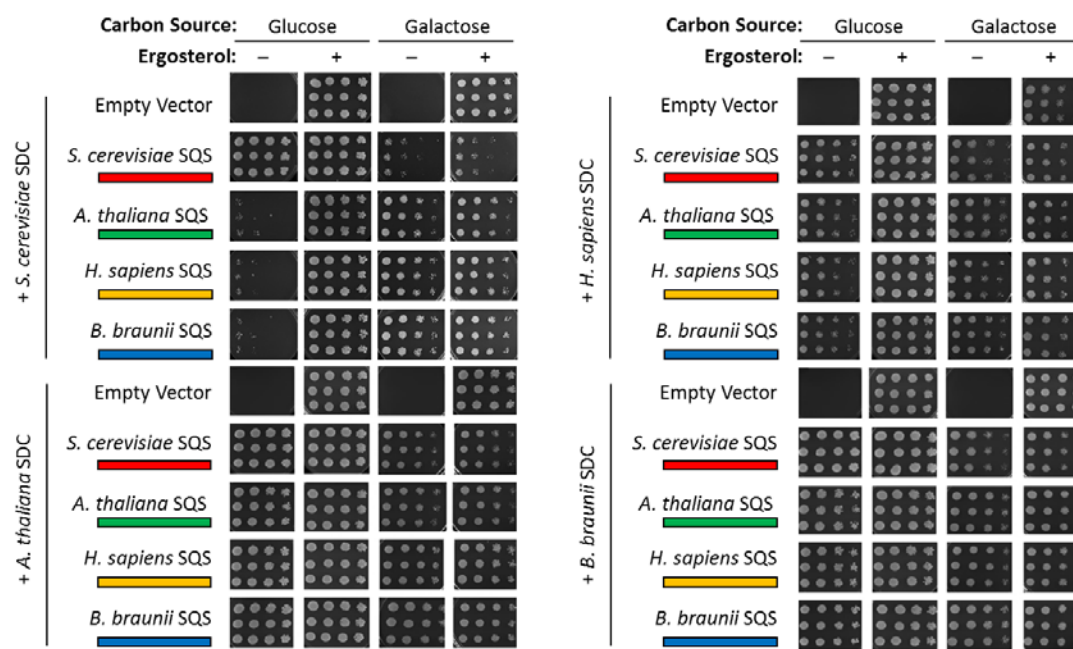 Carbon Source: Glucose Galactose
Ergosterol: – + – +
+ S. cerevisiae SDC
Empty Vector
S. cerevisiae SQS
A. thaliana SQS
H. sapiens SQS
B. braunii SQS
+ A. thaliana SDC
Empty Vector
S. cerevisiae SQS
A. thaliana SQS
H. sapiens SQS
B. braunii SQS
Carbon Source: Glucose Galactose
Ergosterol: – + – +
+ H. sapiens SDC
Empty Vector
S. cerevisiae SQS
A. thaliana SQS
H. sapiens SQS
B. braunii SQS
+ B. braunii SDC
Empty Vector
S. cerevisiae SQS
A. thaliana SQS
H. sapiens SQS
B. braunii SQS